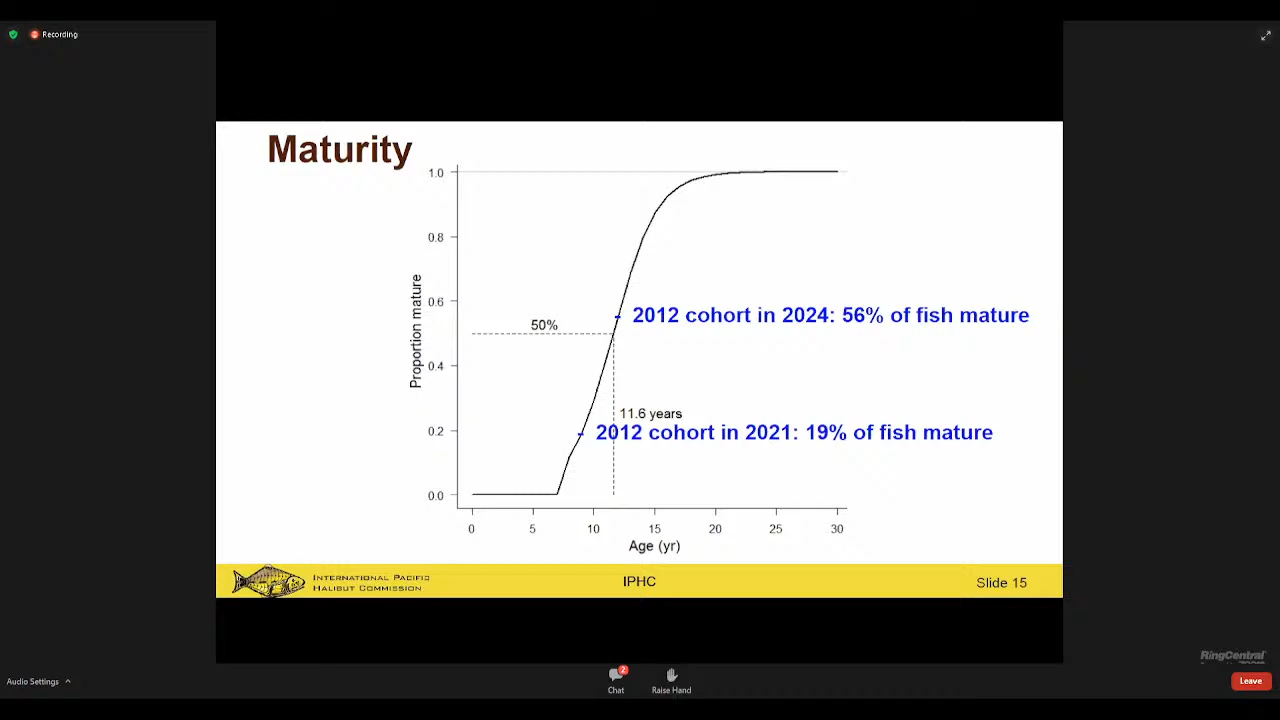 Recording
Maturity
1.0
0.8
0.6
0.4
0.2
0.0
Proportion mature
50%
2012 cohort in 2024: 56% of fish mature
11.6 years
2012 cohort in 2021: 19% of fish mature
0 5 10 15 20 25 30
Age (yr)
INTERNATIONAL PACIFIC
HALIBUT COMMISSION
IPHC
Slide 15
RingCentral
Audio Settings
2
Chat
Raise Hand
Leave